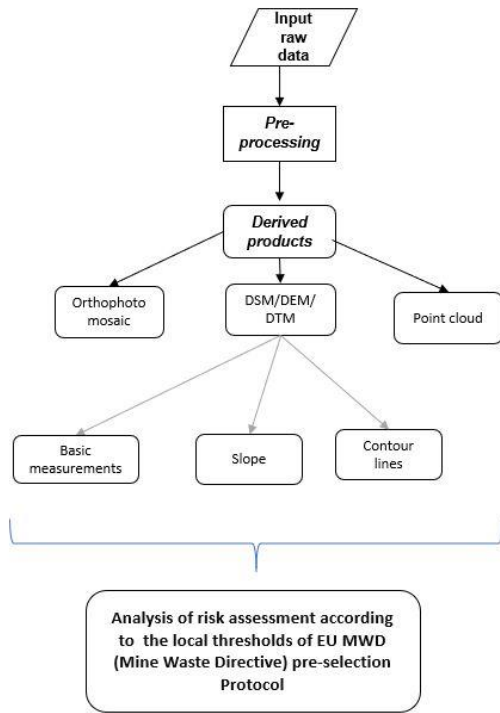 Input
raw
data
Pre-
processing
Derived
products
Orthophoto
mosaic
DSM/DEM/
DTM
Point cloud
Basic
measurements
Slope
Contour
lines
Analysis of risk assessment according
to the local thresholds of EU MWD
(Mine Waste Directive) pre-selection
Protocol